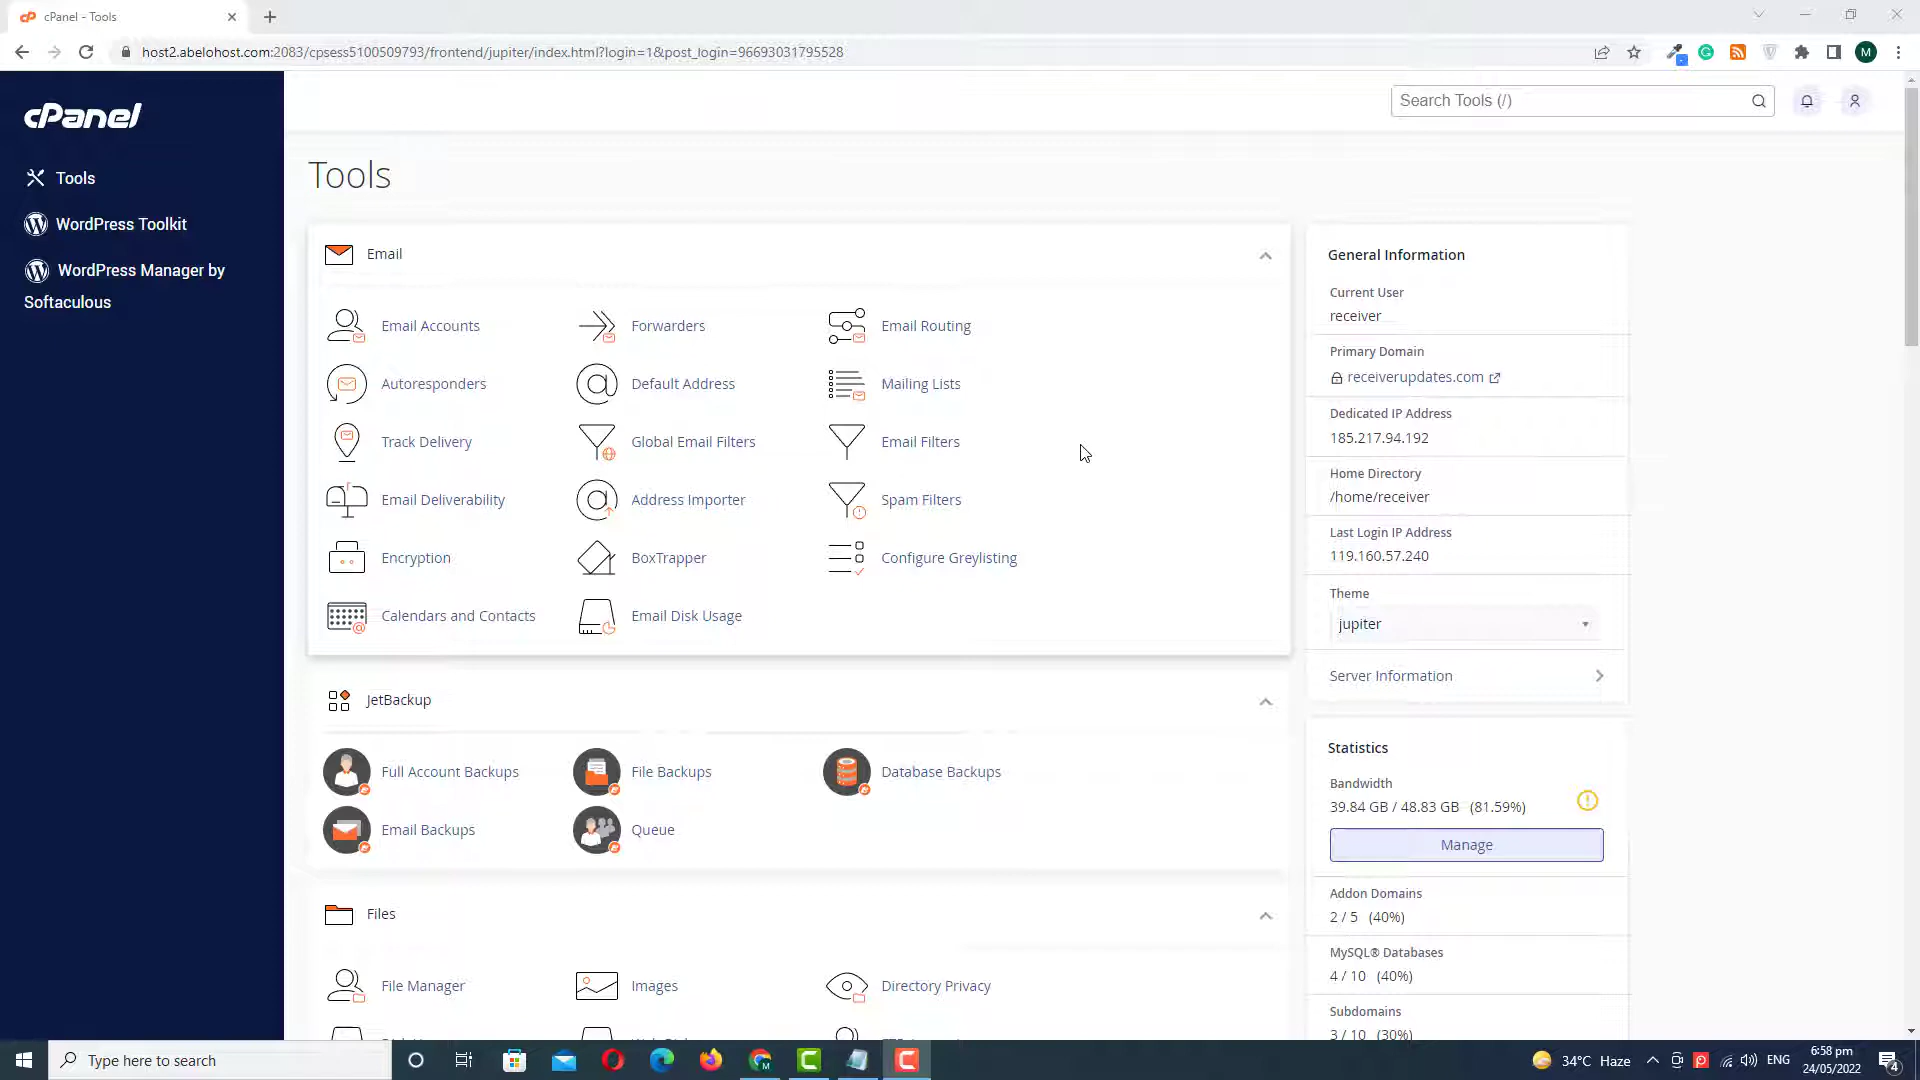 cPanel - Tools
host2.abelohost.com:2083/cpsess5100509793/frontend/jupiter/index.html?login=1&post_login=96693031795528
M
cPanel
Search Tools (/)
Tools
WordPress Toolkit
WordPress Manager by
Softaculous
Tools
Email
Email Accounts
Forwarders
Email Routing
Autoresponders
Default Address
Mailing Lists
Track Delivery
Global Email Filters
Email Filters
Email Deliverability
Address Importer
Spam Filters
Encryption
BoxTrapper
Configure Greylisting
Calendars and Contacts
Email Disk Usage
JetBackup
Full Account Backups
File Backups
Database Backups
Email Backups
Queue
Files
File Manager
Images
Directory Privacy
General Information
Current User
receiver
Primary Domain
receiverupdates.com
Dedicated IP Address
185.217.94.192
Home Directory
/home/receiver
Last Login IP Address
119.160.57.240
Theme
jupiter
Server Information
Statistics
Bandwidth
39.84 GB / 48.83 GB (81.59%)
Manage
Addon Domains
2 / 5 (40%)
MySQL® Databases
4 / 10 (40%)
Subdomains
3 / 10 (30%)
Type here to search
34°C Haze
ENG
6:58 pm
24/05/2022
4